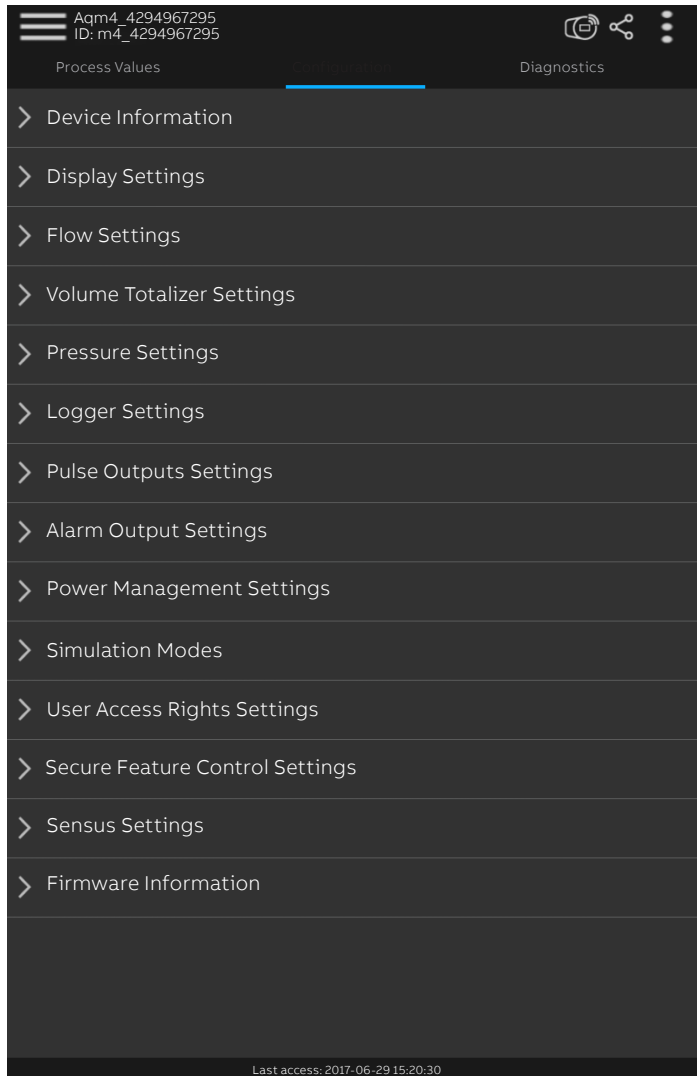 Aqm4_4294967295
ID: m4_4294967295
Process Values Configuration Diagnostics
Device Information
Display Settings
Flow Settings
Volume Totalizer Settings
Pressure Settings
Logger Settings
Pulse Outputs Settings
Alarm Output Settings
Power Management Settings
Simulation Modes
User Access Rights Settings
Secure Feature Control Settings
Sensus Settings
Firmware Information
Last access: 2017-06-29 15:20:30